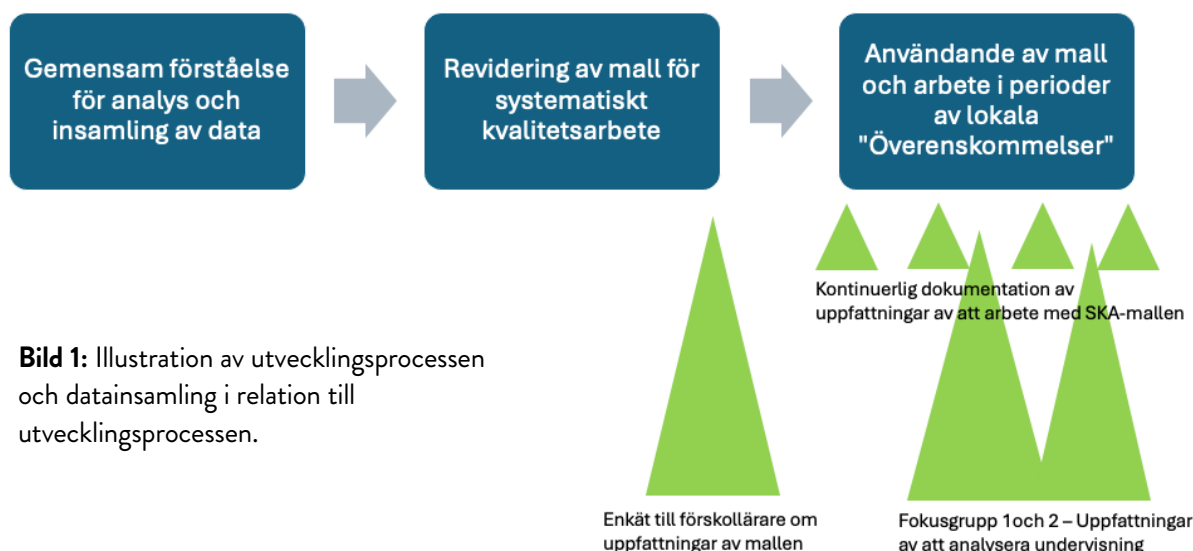 Gemensam förståelse
för analys och
insamling av data
Revidering av mall för
systematiskt
kvalitetsarbete
Användande av mall
och arbete i perioder
av lokala
"Överenskommelser"
Kontinuerlig dokumentation av
uppfattningar av att arbete med SKA-mallen
Bild 1: Illustration av utvecklingsprocessen
och datainsamling i relation till
utvecklingsprocessen.
Enkät till förskollärare om
uppfattningar av mallen
Fokusgrupp 1och 2 – Uppfattningar
av att analysera undervisning